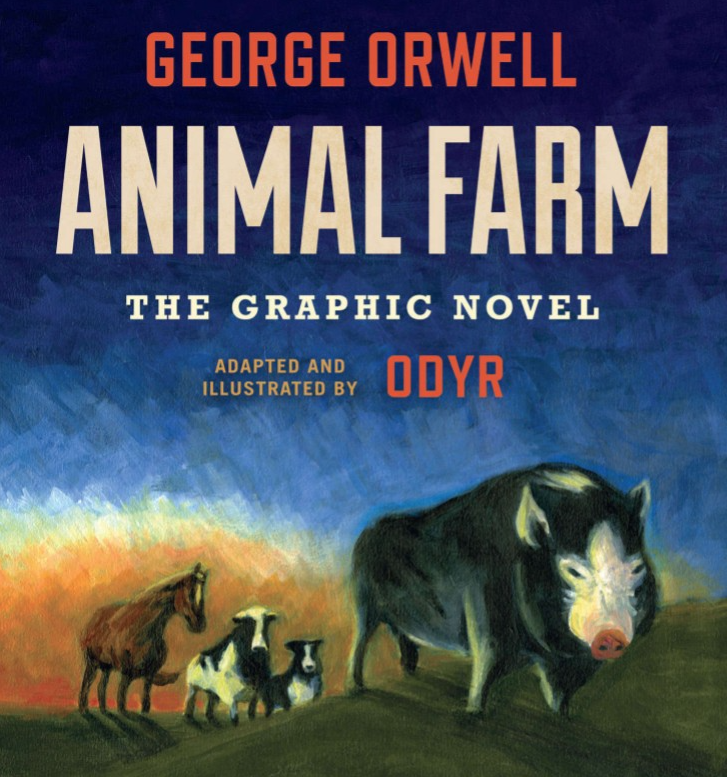 GEORGE ORWELL
ANIMAL FARM
THE GRAPHIC NOVEL
ADAPTED AND
ILLUSTRATED BY
ODYR